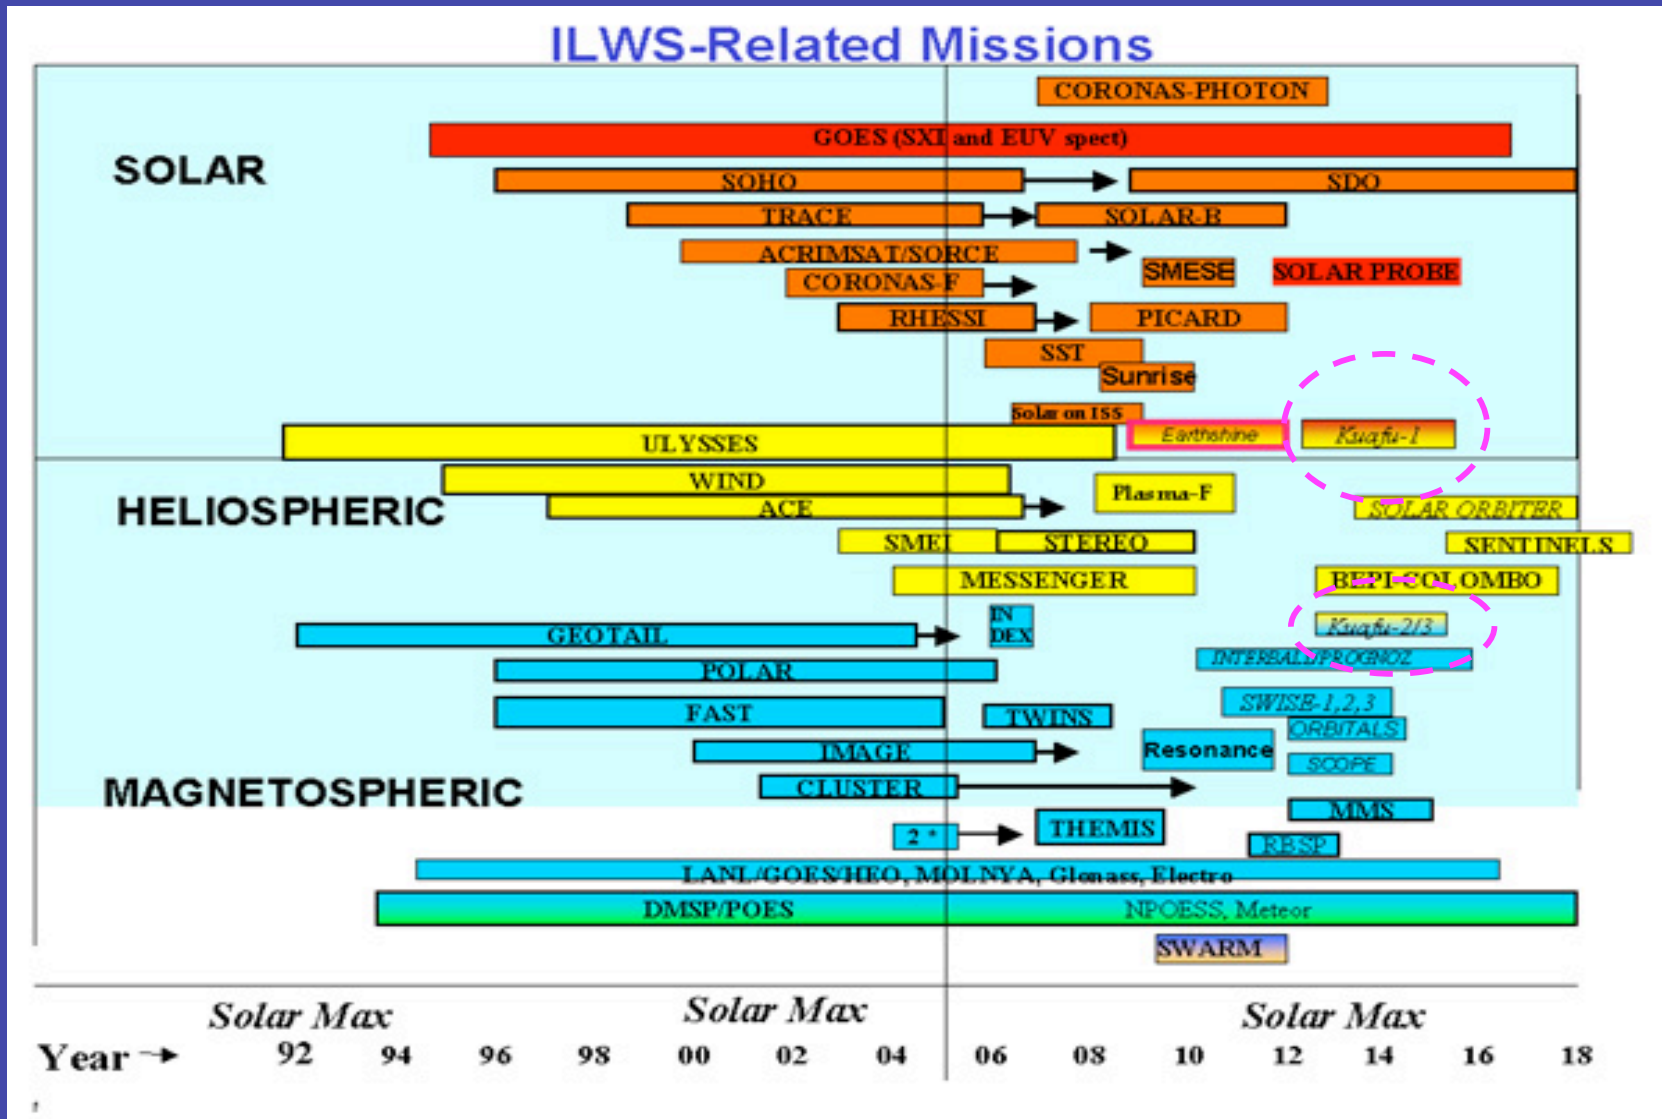 ILWS-Related Missions
CORONAS-PHOTON
GOES (SXI and EUV spect)
SOLAR
SOHO
SDO
TRACE
SOLAR-B
ACRIMSAT/SORCE
SMESE
SOLAR PROBE
CORONAS-F
RHESSI
PICARD
SST
Sunrise
Solar on ISS
Earthshine
Kuafu-1
ULYSSES
WIND
Plasma-F
HELIOSPHERIC
ACE
SOLAR ORBITER
SMEI
STEREO
SENTINELS
MESSENGER
BEPI-COLOMBO
IN
DEX
Kuafu-2/3
GEOTAIL
INTERBALL/PROGNOZ
POLAR
SWISE-1,2,3
FAST
TWINS
ORBITALS
IMAGE
Resonance
SCOPE
MAGNETOSPHERIC
CLUSTER
MMS
2 *
THEMIS
RBSP
LANL/GOES/HEO, MOLNYA, Glonass, Electro
DMSP/POES
NPOESS, Meteor
SWARM
Solar Max
Solar Max
Solar Max
Year
92 94 96 98 00 02 04 06 08 10 12 14 16 18